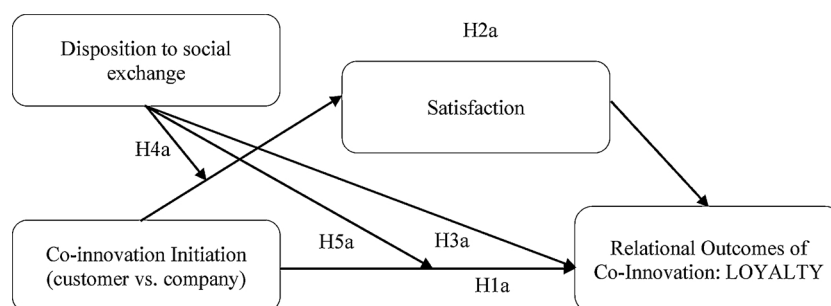 H2a
Disposition to social
exchange
Satisfaction
H4a
Co-innovation Initiation
(customer vs. company)
H5a
H3a
H1a
Relational Outcomes of
Co-Innovation: LOYALTY